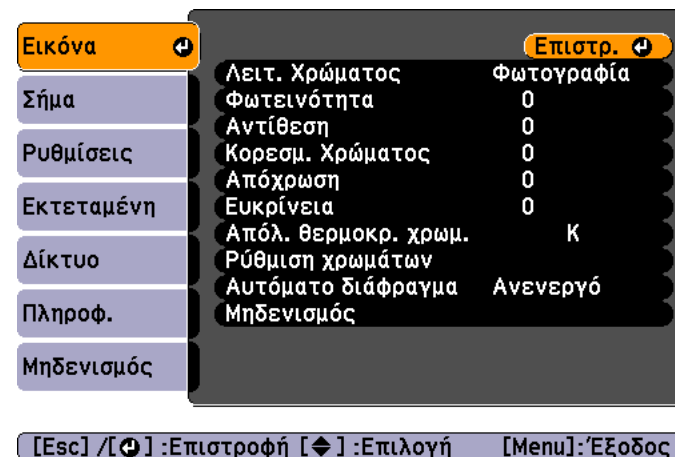 Εικόνα
Σήμα
Ρυθμίσεις
Εκτεταμένη
Δίκτυο
Πληροφ.
Μηδενισμός
Επιστρ.
Λειτ. Χρώματος Φωτογραφία
Φωτεινότητα 0
Αντίθεση 0
Κορεσμ. Χρώματος 0
Απόχρωση 0
Ευκρίνεια 0
Απόλ. θερμοκρ. χρωμ. K
Ρύθμιση χρωμάτων
Αυτόματο διάφραγμα Ανενεργό
Μηδενισμός
[Esc] /[ ] :Επιστροφή [ ] :Επιλογή [Menu]:Έξοδος